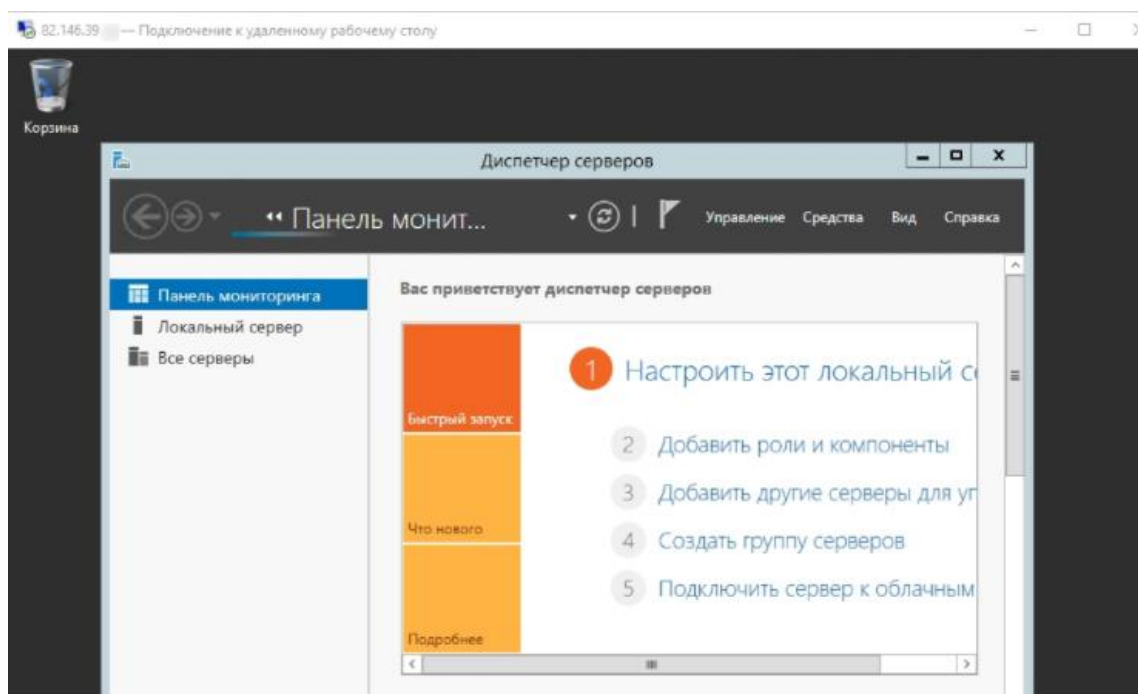 82.146.39 — Подключение к удаленному рабочему столу
Корзина
Диспетчер серверов
Панель монит...
Управление Средства Вид Справка
Панель мониторинга
Локальный сервер
Все серверы
Вас приветствует диспетчер серверов
Быстрый запуск
Что нового
Подробнее
1 Настроить этот локальный с
2 Добавить роли и компоненты
3 Добавить другие серверы для уп
4 Создать группу серверов
5 Подключить сервер к облачным